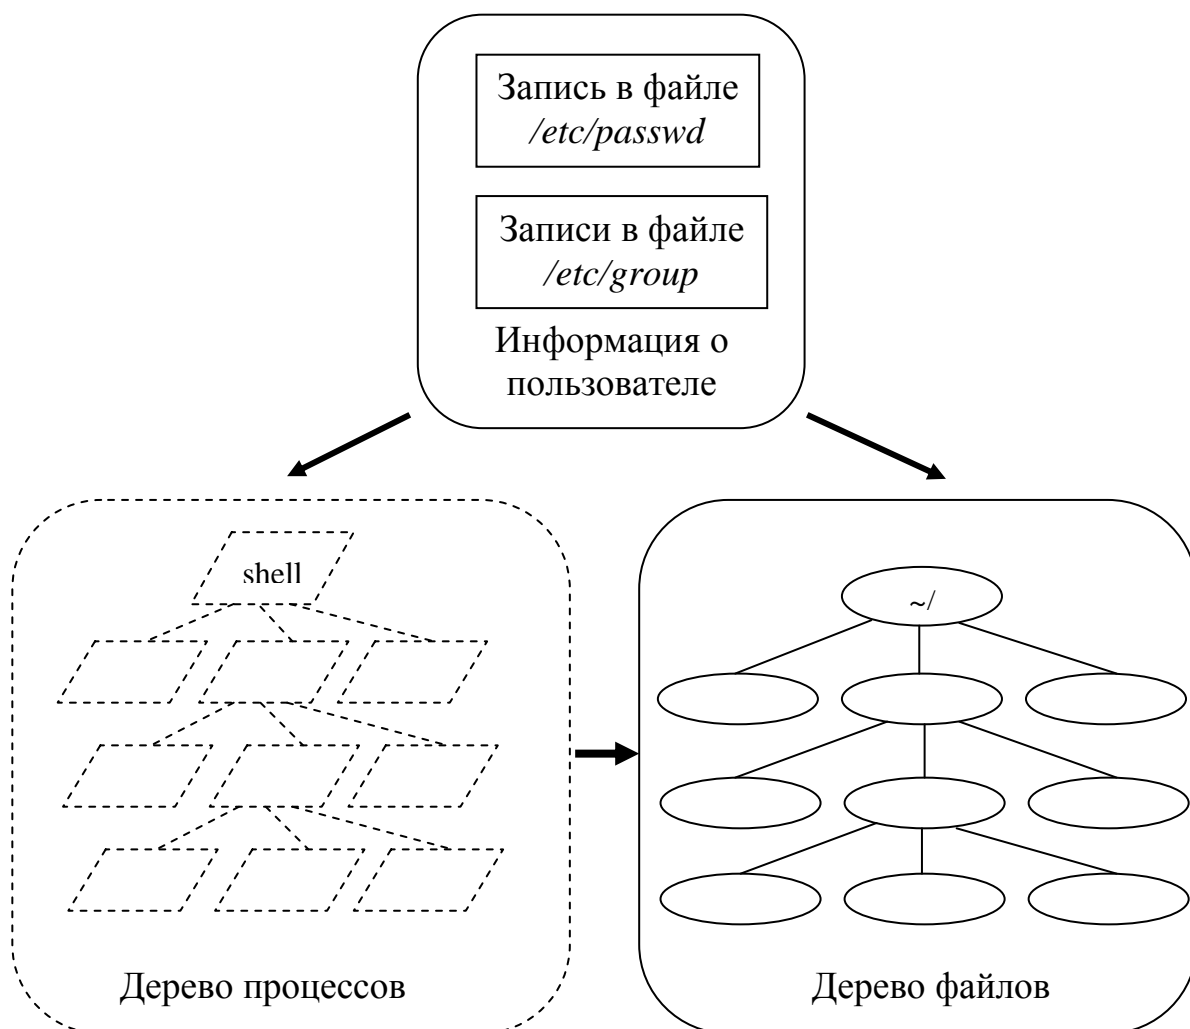 Запись в файле
/etc/passwd
Записи в файле
/etc/group
Информация о
пользователе
shell
~/
Дерево процессов
Дерево файлов